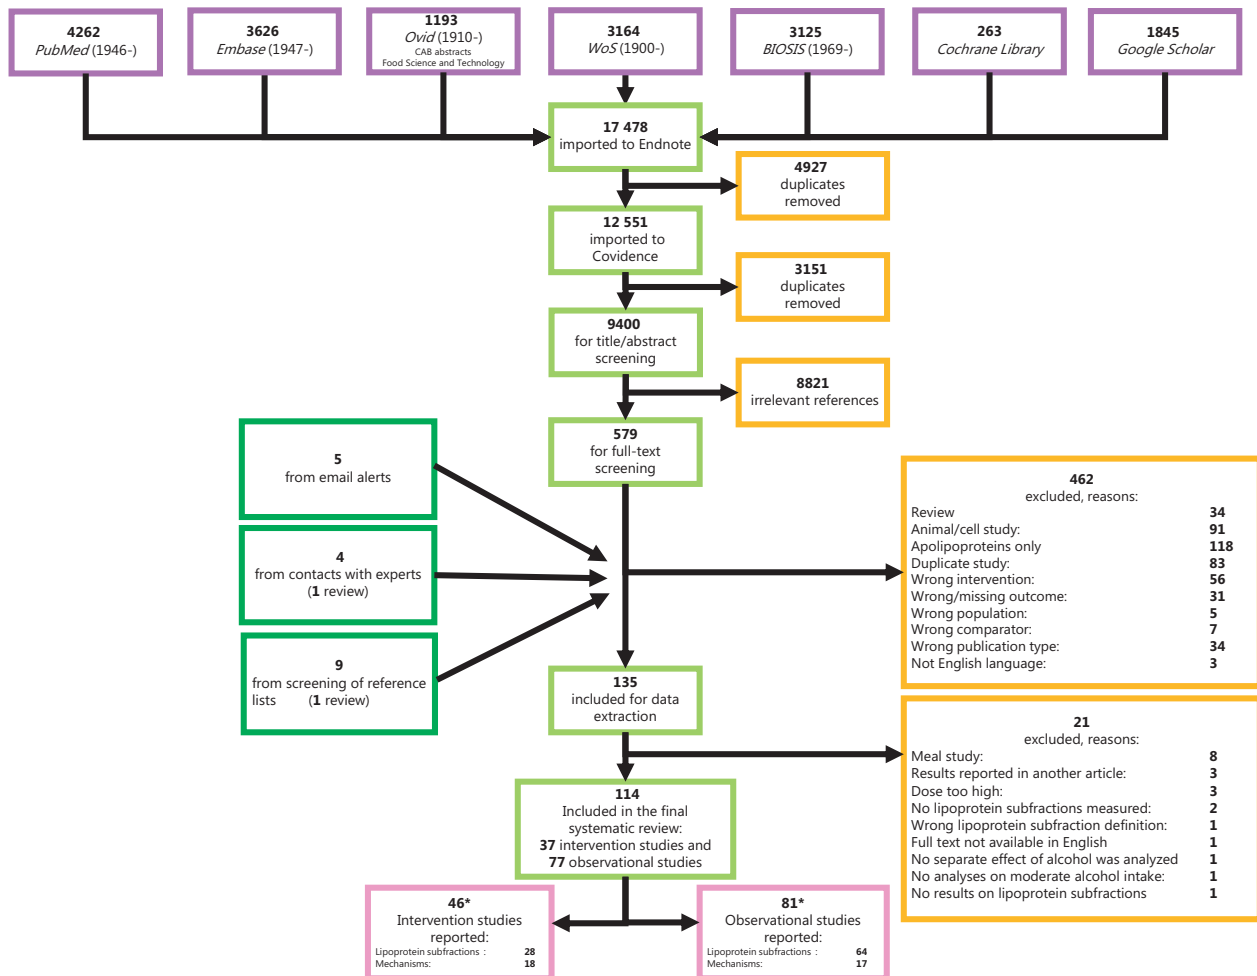 4262
PubMed (1946-)
3626
Embase (1947-)
1193
Ovid (1910-)
CAB abstracts
Food Science and Technology
3164
WoS (1900-)
3125
BIOSIS (1969-)
263
Cochrane Library
1845
Google Scholar
17 478
imported to Endnote
4927
duplicates
removed
12 551
imported to
Covidence
3151
duplicates
removed
9400
for title/abstract
screening
8821
irrelevant references
579
for full-text
screening
5
from email alerts
4
from contacts with experts
(1 review)
9
from screening of reference
lists (1 review)
462
excluded, reasons:
Review 34
Animal/cell study: 91
Apolipoproteins only 118
Duplicate study: 83
Wrong intervention: 56
Wrong/missing outcome: 31
Wrong population: 5
Wrong comparator: 7
Wrong publication type: 34
Not English language: 3
135
included for data
extraction
21
excluded, reasons:
Meal study: 8
Results reported in another article: 3
Dose too high: 3
No lipoprotein subfractions measured: 2
Wrong lipoprotein subfraction definition: 1
Full text not available in English 1
No separate effect of alcohol was analyzed 1
No analyses on moderate alcohol intake: 1
No results on lipoprotein subfractions 1
114
Included in the final
systematic review:
37 intervention studies and
77 observational studies
46*
Intervention studies
reported:
Lipoprotein subfractions : 28
Mechanisms: 18
81*
Observational studies
reported:
Lipoprotein subfractions : 64
Mechanisms: 17